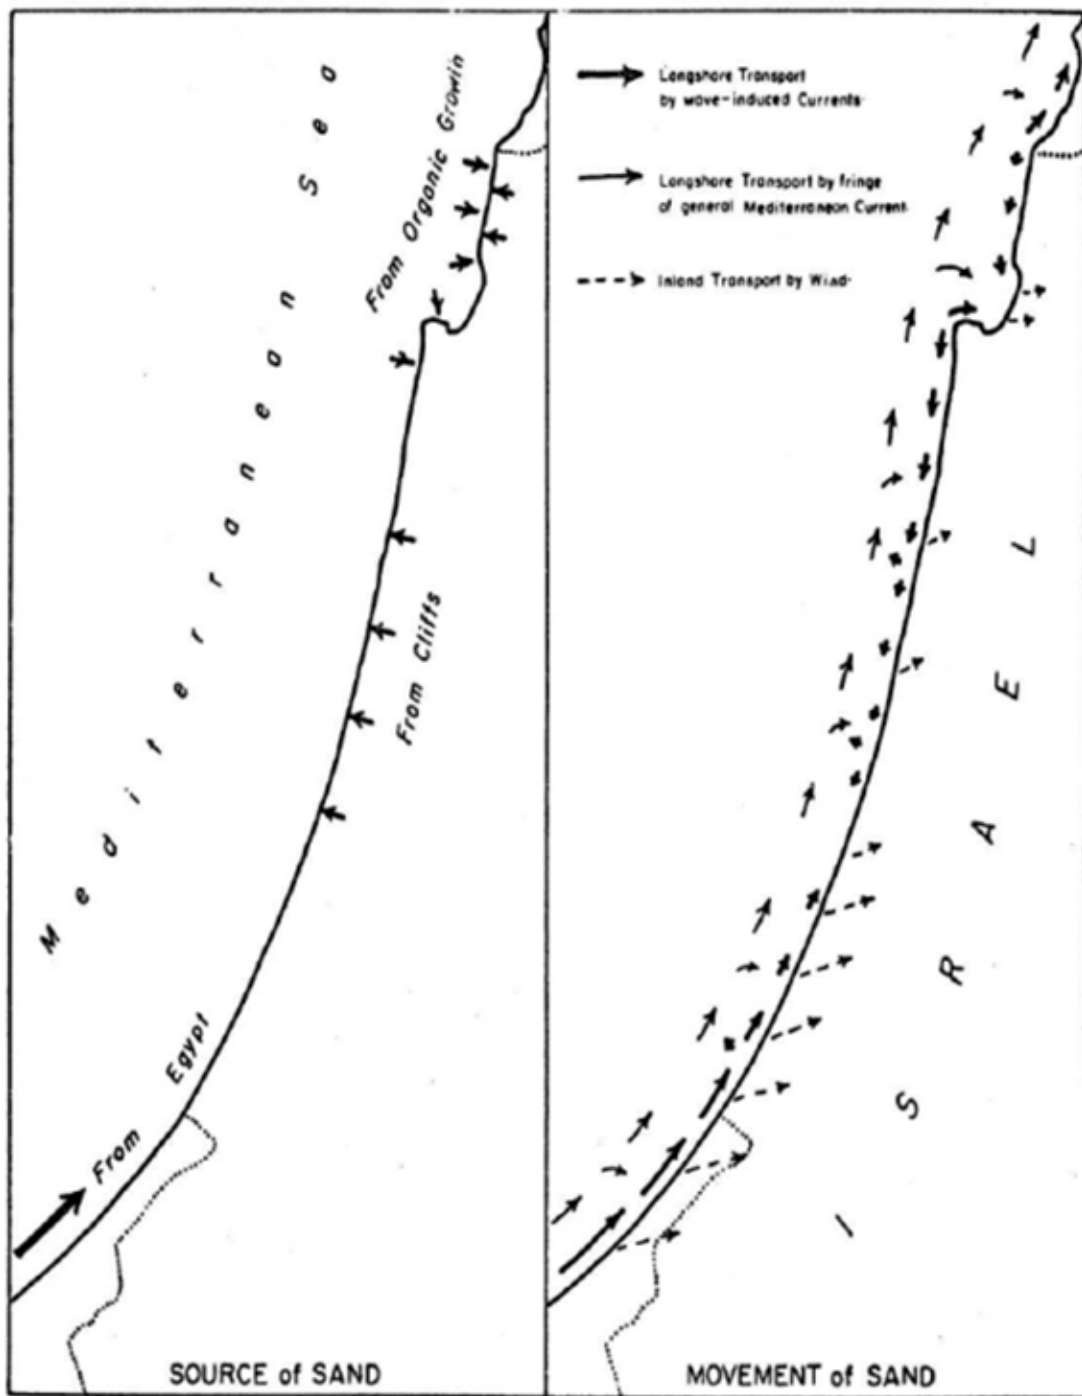 Mediterranean Sea
From Organic Growin
From Cliffs
From Egypt
SOURCE of SAND
Longshore Transport
by wave-induced Currents
Longshore Transport by fringe
of general Mediterranean Current
Inland Transport by Wind
ISRAEL
MOVEMENT of SAND